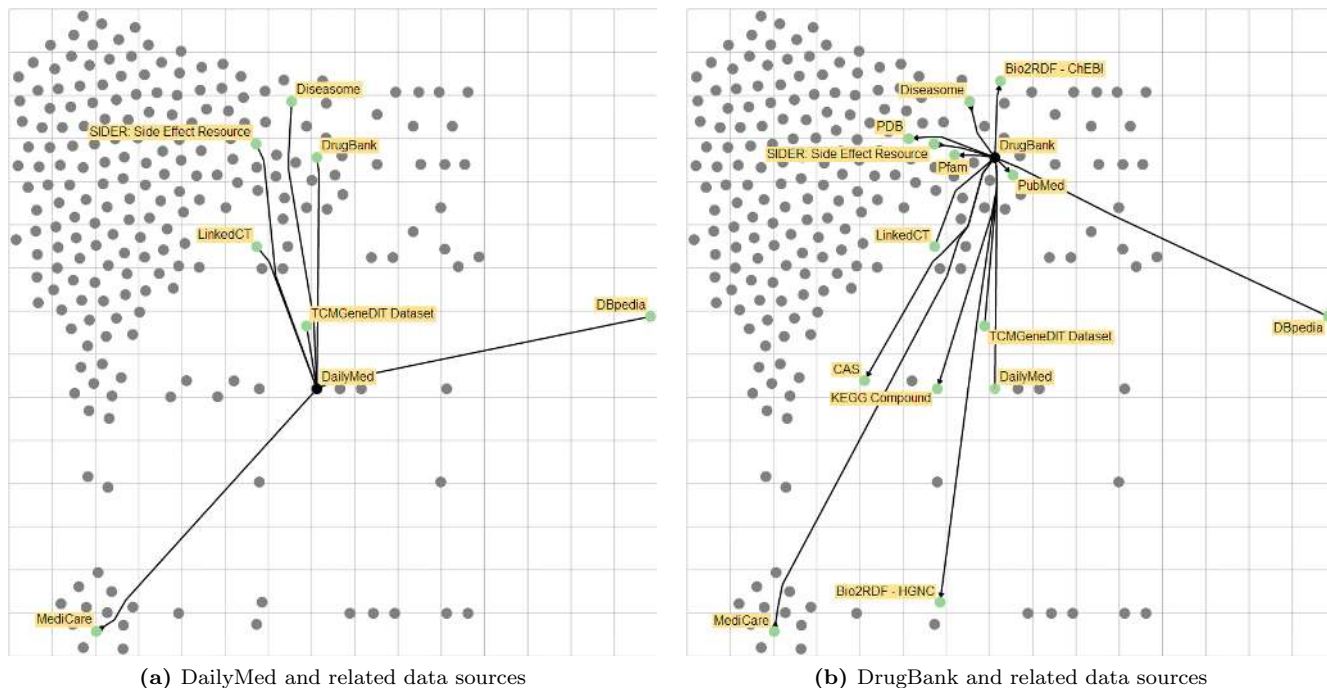 Diseasome
SIDER: Side Effect Resource
DrugBank
LinkedCT
TCMGeneDIT Dataset
DBpedia
DailyMed
MediCare
(a) DailyMed and related data sources
Bio2RDF - ChEBI
Diseasome
PDB
DrugBank
SIDER: Side Effect Resource
Pfam
PubMed
LinkedCT
DBpedia
TCMGeneDIT Dataset
CAS
DailyMed
KEGG Compound
Bio2RDF - HGNC
MediCare
(b) DrugBank and related data sources